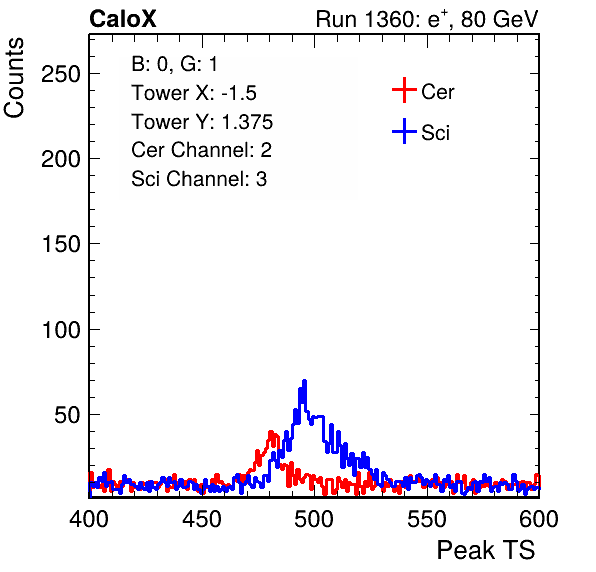 CaloX Run 1360: e⁺, 80 GeV
B: 0, G: 1
Tower X: -1.5
Tower Y: 1.375
Cer Channel: 2
Sci Channel: 3
Cer
Sci
Counts
250
200
150
100
50
400 450 500 550 600
Peak TS